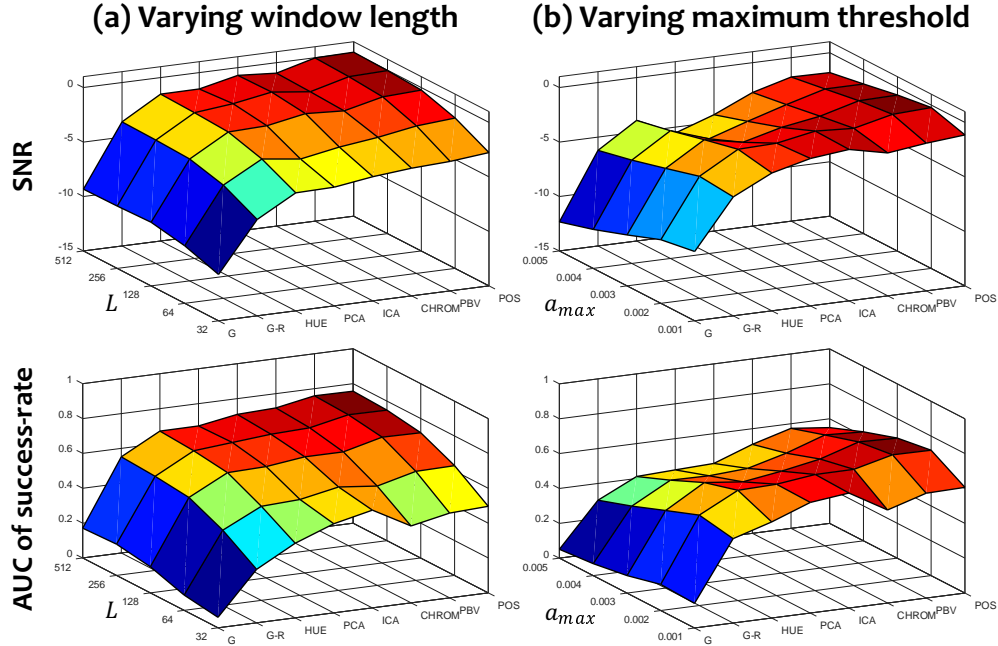 (a) Varying window length
(b) Varying maximum threshold
SNR
0
-5
-10
-15
512
256
128
64
32
L
G
G-R
HUE
PCA
ICA
CHROM
PBV
POS
0
-5
-10
-15
0.005
0.004
0.003
0.002
0.001
a_max
G
G-R
HUE
PCA
ICA
CHROM
PBV
POS
AUC of success-rate
1
0.8
0.6
0.4
0.2
0
512
256
128
64
32
L
G
G-R
HUE
PCA
ICA
CHROM
PBV
POS
1
0.8
0.6
0.4
0.2
0
0.005
0.004
0.003
0.002
0.001
a_max
G
G-R
HUE
PCA
ICA
CHROM
PBV
POS